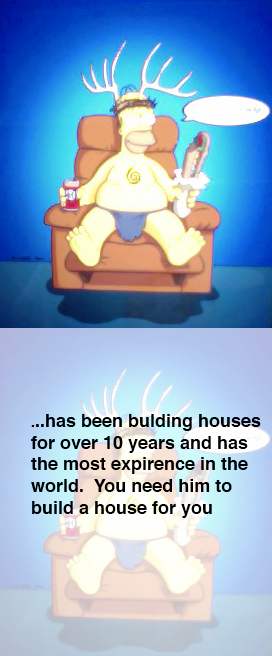 ...has been bulding houses
for over 10 years and has
the most expirence in the
world.  You need him to
build a house for you